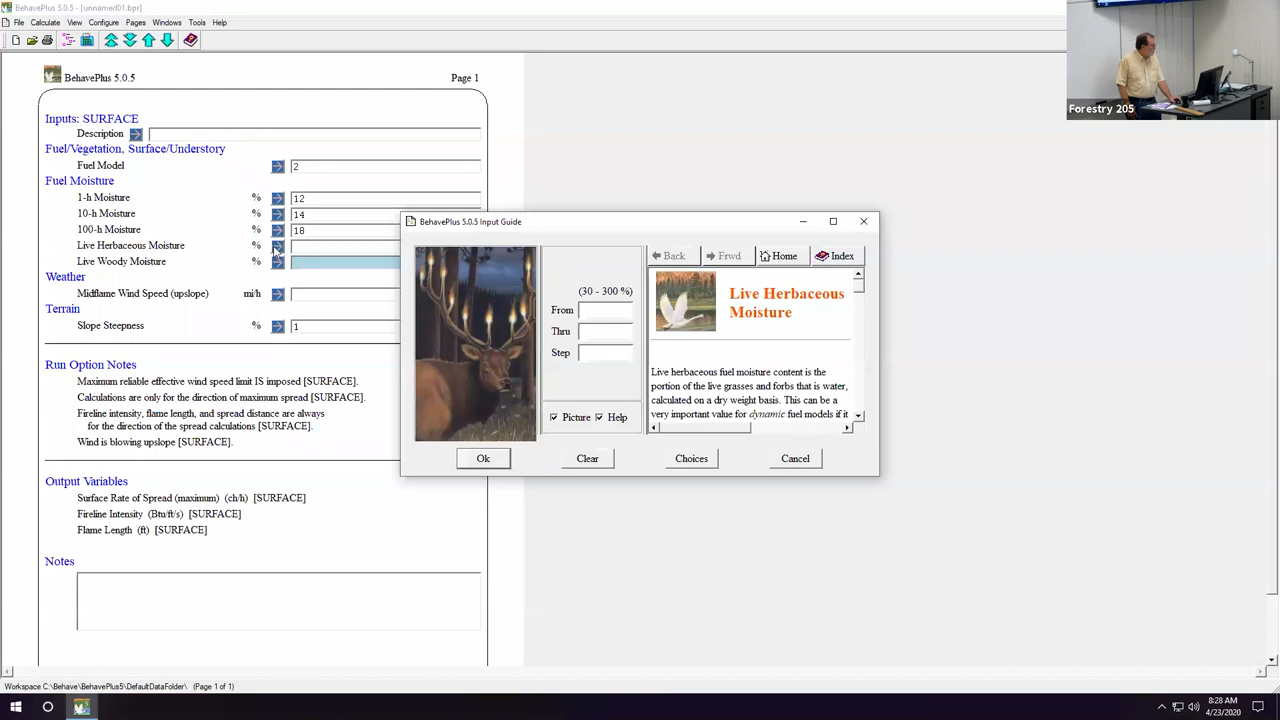 BehavePlus 5.0.5 - [unnamed01.bpr]
File Calculate View Configure Pages Windows Tools Help
Forestry 205
BehavePlus 5.0.5
Page 1
Inputs: SURFACE
Description
Fuel/Vegetation, Surface/Understory
Fuel Model 2
Fuel Moisture
1-h Moisture % 12
10-h Moisture % 14
100-h Moisture % 18
Live Herbaceous Moisture %
Live Woody Moisture %
Weather
Midflame Wind Speed (upslope) mi/h
Terrain
Slope Steepness % 1
Run Option Notes
Maximum reliable effective wind speed limit IS imposed [SURFACE].
Calculations are only for the direction of maximum spread [SURFACE].
Fireline intensity, flame length, and spread distance are always
for the direction of the spread calculations [SURFACE].
Wind is blowing upslope [SURFACE].
Output Variables
Surface Rate of Spread (maximum) (ch/h) [SURFACE]
Fireline Intensity (Btu/ft/s) [SURFACE]
Flame Length (ft) [SURFACE]
Notes
BehavePlus 5.0.5 Input Guide
(30 - 300 %)
From
Thru
Step
Picture Help
Back Frwd Home Index
Live Herbaceous
Moisture
Live herbaceous fuel moisture content is the
portion of the live grasses and forbs that is water,
calculated on a dry weight basis. This can be a
very important value for dynamic fuel models if it
Ok Clear Choices Cancel
Workspace C:\Behave\BehavePlus5\DefaultDataFolder\ (Page 1 of 1)
8:28 AM
4/23/2020